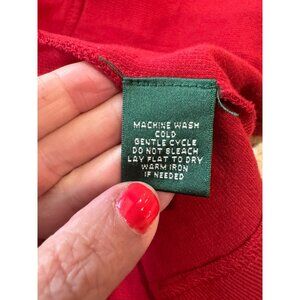 MACHINE WASH
COLD
GENTLE CYCLE
DO NOT BLEACH
LAY FLAT TO DRY
WARM IRON
IF NEEDED